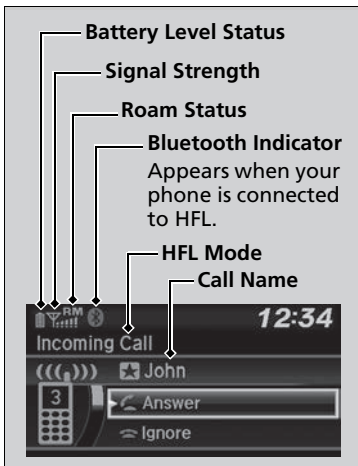 Battery Level Status
Signal Strength
Roam Status
Bluetooth Indicator
Appears when your
phone is connected
to HFL.
HFL Mode
Call Name
RM
12:34
Incoming Call
John
3
Answer
Ignore